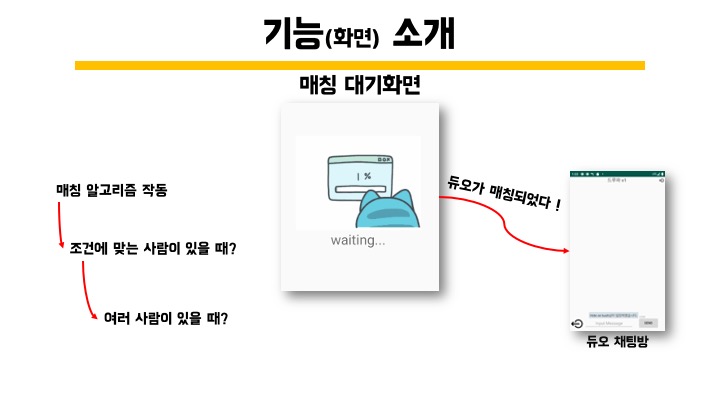 기능(화면) 소개
매칭 대기화면
1 %
waiting...
매칭 알고리즘 작동
조건에 맞는 사람이 있을 때?
여러 사람이 있을 때?
듀오가 매칭되었다 !
Input Message
듀오 채팅방